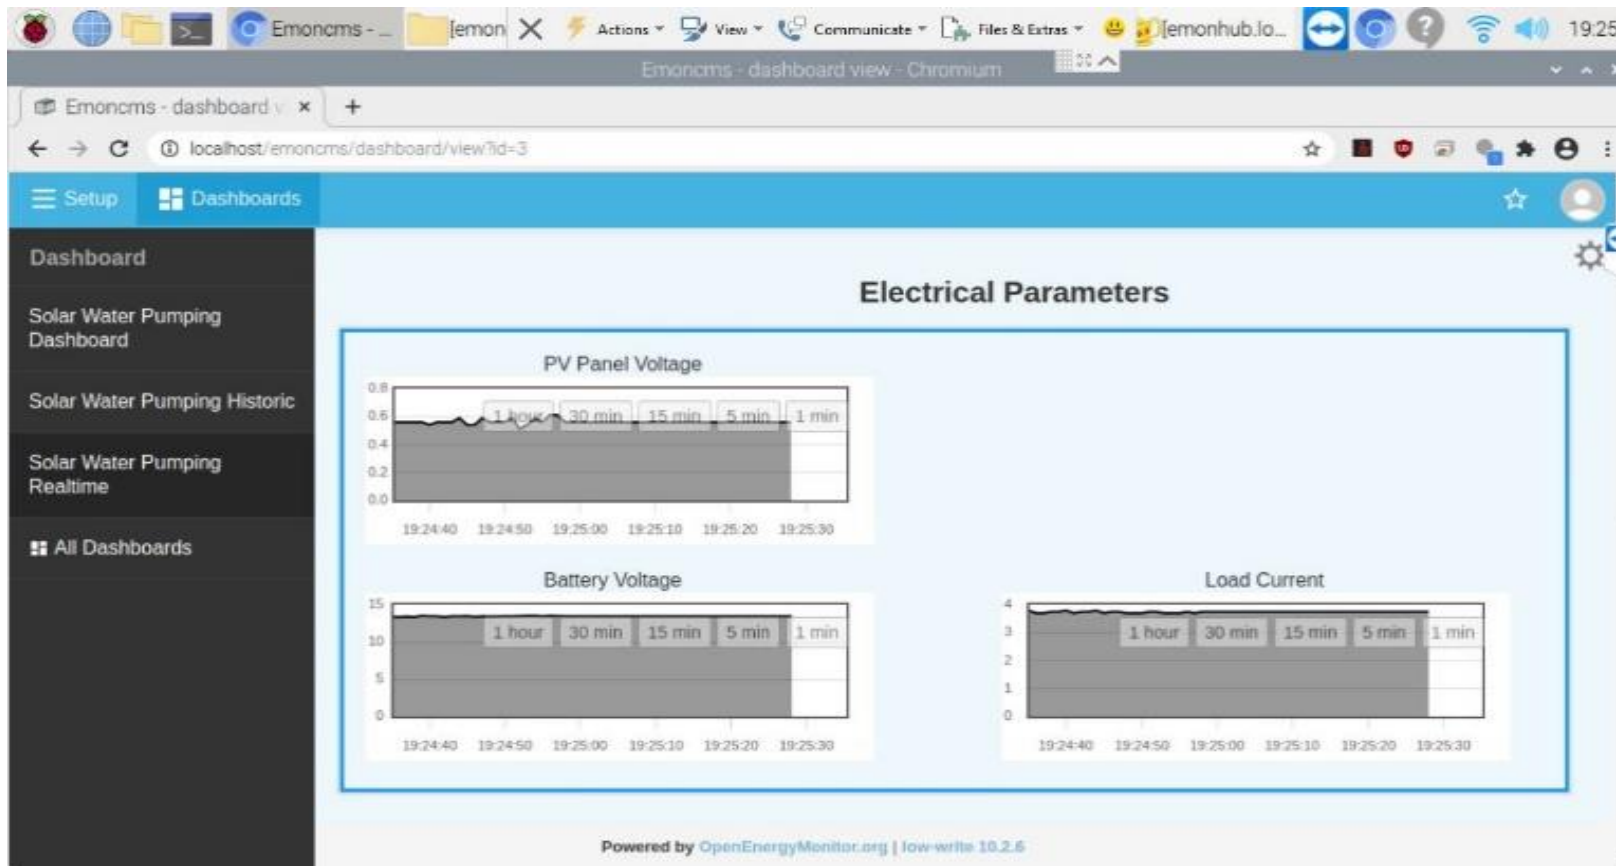 Emoncms - ...
[emon
Actions
View
Communicate
Files & Extras
[emonhub.lo...
19:25
Emoncms - dashboard view - Chromium
Emoncms - dashboard v
localhost/emoncms/dashboard/view?id=3
Setup
Dashboards
Dashboard
Solar Water Pumping
Dashboard
Solar Water Pumping Historic
Solar Water Pumping
Realtime
All Dashboards
Electrical Parameters
PV Panel Voltage
0.8
0.6
0.4
0.2
0.0
1 hour 30 min 15 min 5 min 1 min
19:24:40 19:24:50 19:25:00 19:25:10 19:25:20 19:25:30
Battery Voltage
15
10
5
0
1 hour 30 min 15 min 5 min 1 min
19:24:40 19:24:50 19:25:00 19:25:10 19:25:20 19:25:30
Load Current
4
3
2
1
0
1 hour 30 min 15 min 5 min 1 min
19:24:40 19:24:50 19:25:00 19:25:10 19:25:20 19:25:30
Powered by OpenEnergyMonitor.org | low-write 10.2.6